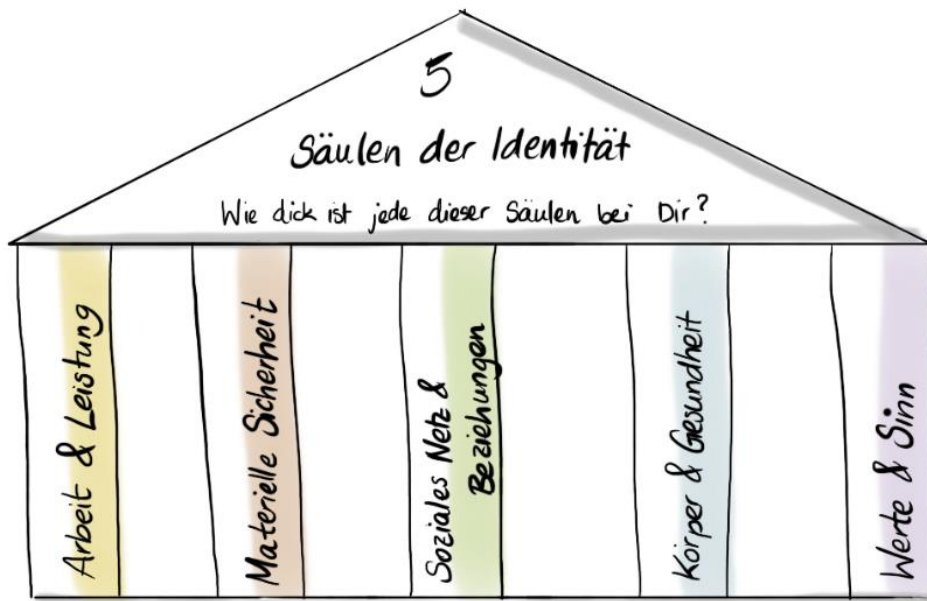 5
Säulen der Identität
Wie dick ist jede dieser Säulen bei Dir?
Arbeit & Leistung
Materielle Sicherheit
Soziales Netz &
Beziehungen
Körper & Gesundheit
Werte & Sinn